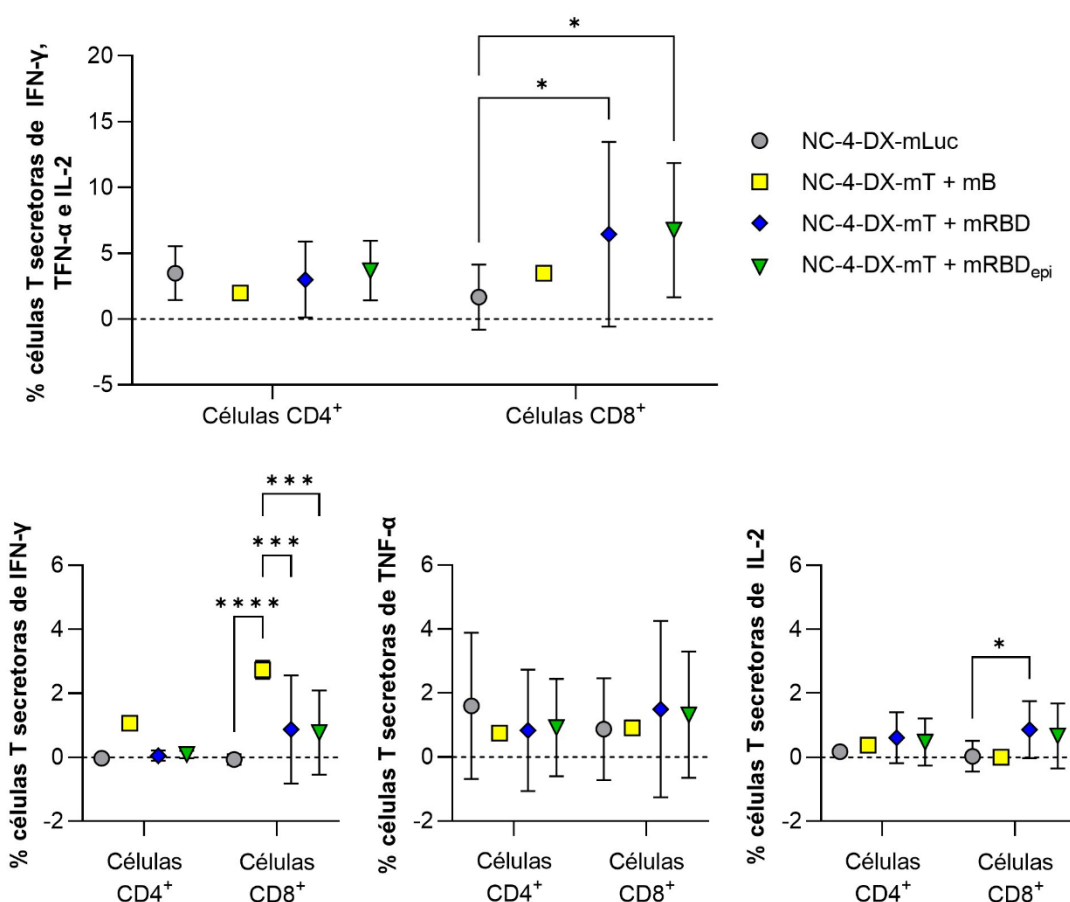 % células T secretoras de IFN-γ,
TFN-α e IL-2
20
15
10
5
0
-5
*
*
Células CD4+
Células CD8+
NC-4-DX-mLuc
NC-4-DX-mT + mB
NC-4-DX-mT + mRBD
NC-4-DX-mT + mRBDepi
% células T secretoras de IFN-γ
6
4
2
0
-2
***
***
****
Células
CD4+
Células
CD8+
% células T secretoras de TNF-α
6
4
2
0
-2
Células
CD4+
Células
CD8+
% células T secretoras de IL-2
6
4
2
0
-2
*
Células
CD4+
Células
CD8+